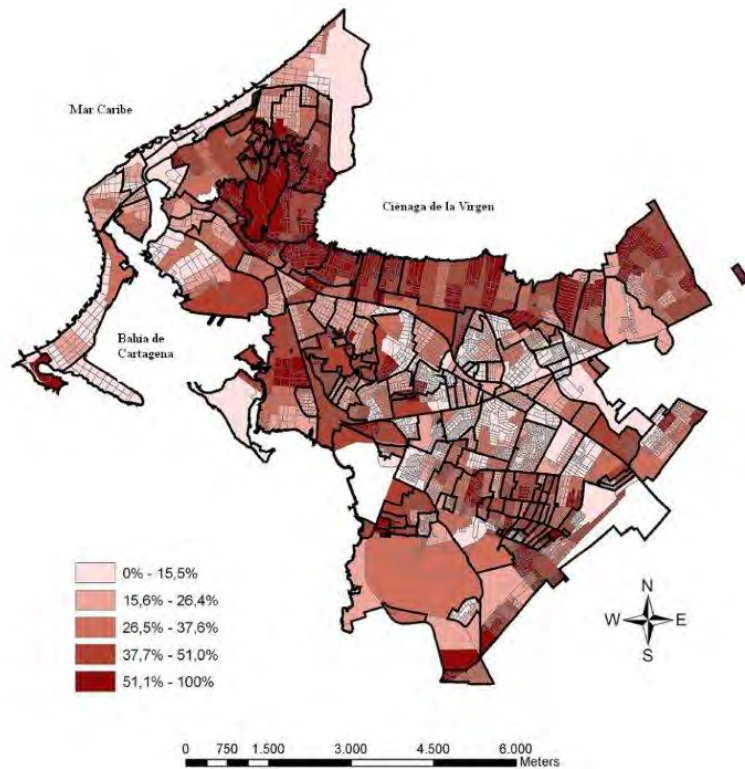 Mar Caribe
Ciénaga de la Virgen
Bahía de
Cartagena
0% - 15,5%
15,6% - 26,4%
26,5% - 37,6%
37,7% - 51,0%
51,1% - 100%
N
W E
S
0 750 1.500 3.000 4.500 6.000
Meters